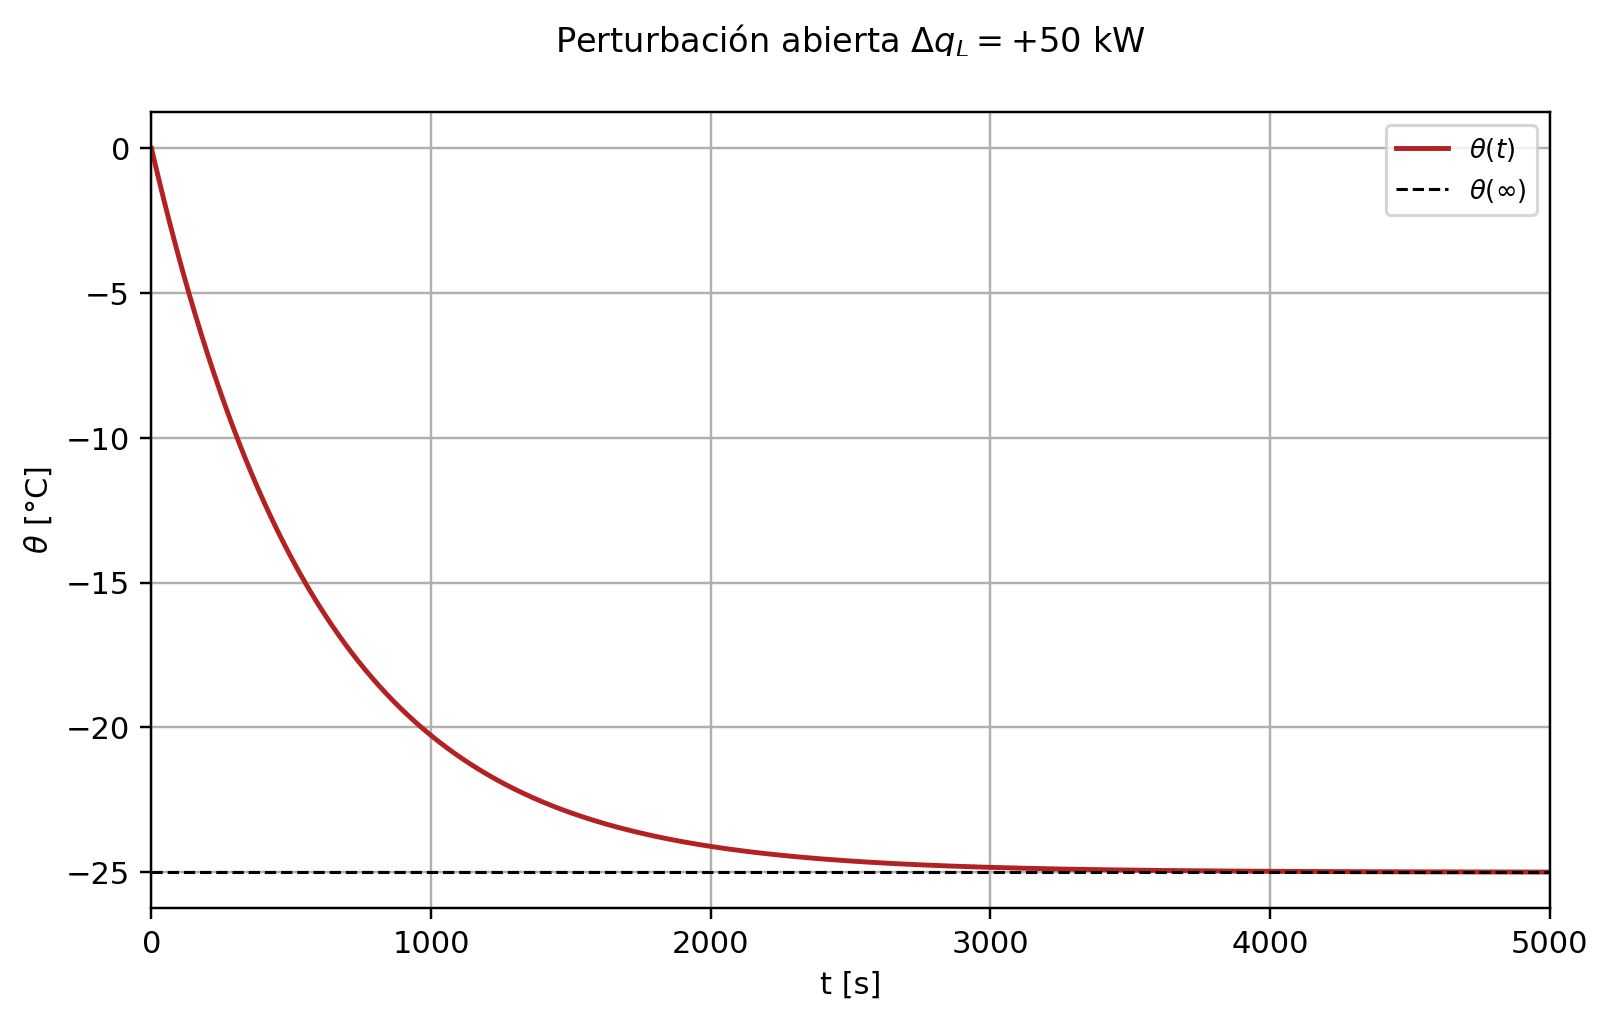 Perturbación abierta Δq_L = +50 kW
θ(t)
θ(∞)
0
−5
−10
−15
−20
−25
θ [°C]
0 1000 2000 3000 4000 5000
t [s]